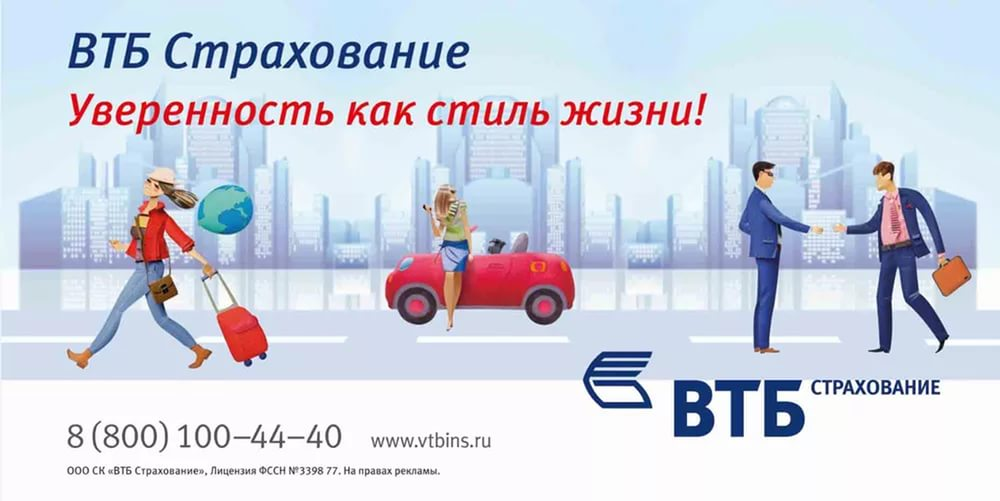 ВТБ Страхование
Уверенность как стиль жизни!
ВТБ СТРАХОВАНИЕ
8 (800) 100–44–40 www.vtbins.ru
ООО СК «ВТБ Страхование», Лицензия ФССН №3398 77. На правах рекламы.